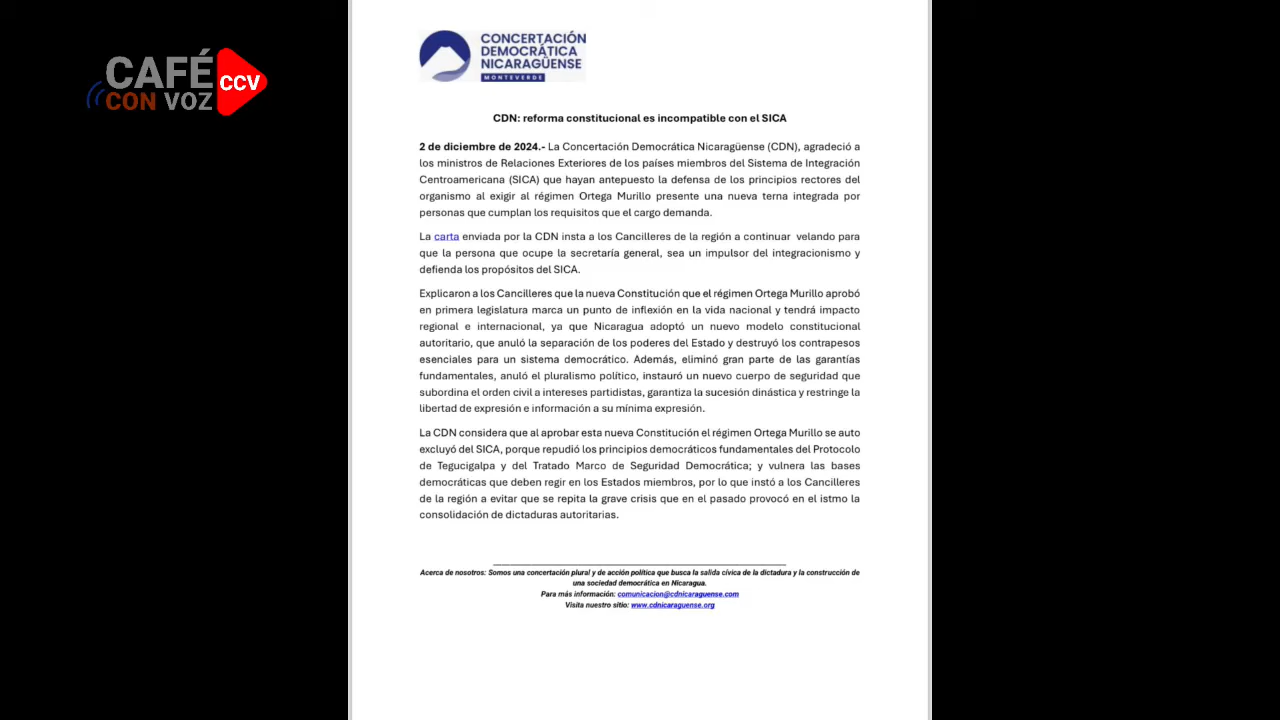 CAFÉ
CON VOZ
CCV
CONCERTACIÓN
DEMOCRÁTICA
NICARAGÜENSE
MONTEVERDE
CDN: reforma constitucional es incompatible con el SICA
2 de diciembre de 2024.- La Concertación Democrática Nicaragüense (CDN), agradeció a
los ministros de Relaciones Exteriores de los países miembros del Sistema de Integración
Centroamericana (SICA) que hayan antepuesto la defensa de los principios rectores del
organismo al exigir al régimen Ortega Murillo presente una nueva terna integrada por
personas que cumplan los requisitos que el cargo demanda.
La carta enviada por la CDN insta a los Cancilleres de la región a continuar velando para
que la persona que ocupe la secretaría general, sea un impulsor del integracionismo y
defienda los propósitos del SICA.
Explicaron a los Cancilleres que la nueva Constitución que el régimen Ortega Murillo aprobó
en primera legislatura marca un punto de inflexión en la vida nacional y tendrá impacto
regional e internacional, ya que Nicaragua adoptó un nuevo modelo constitucional
autoritario, que anuló la separación de los poderes del Estado y destruyó los contrapesos
esenciales para un sistema democrático. Además, eliminó gran parte de las garantías
fundamentales, anuló el pluralismo político, instauró un nuevo cuerpo de seguridad que
subordina el orden civil a intereses partidistas, garantiza la sucesión dinástica y restringe la
libertad de expresión e información a su mínima expresión.
La CDN considera que al aprobar esta nueva Constitución el régimen Ortega Murillo se auto
excluyó del SICA, porque repudió los principios democráticos fundamentales del Protocolo
de Tegucigalpa y del Tratado Marco de Seguridad Democrática; y vulnera las bases
democráticas que deben regir en los Estados miembros, por lo que instó a los Cancilleres
de la región a evitar que se repita la grave crisis que en el pasado provocó en el istmo la
consolidación de dictaduras autoritarias.
Acerca de nosotros: Somos una concertación plural y de acción política que busca la salida cívica de la dictadura y la construcción de
una sociedad democrática en Nicaragua.
Para más información: comunicacion@cdnicaraguense.com
Visita nuestro sitio: www.cdnicaraguense.org